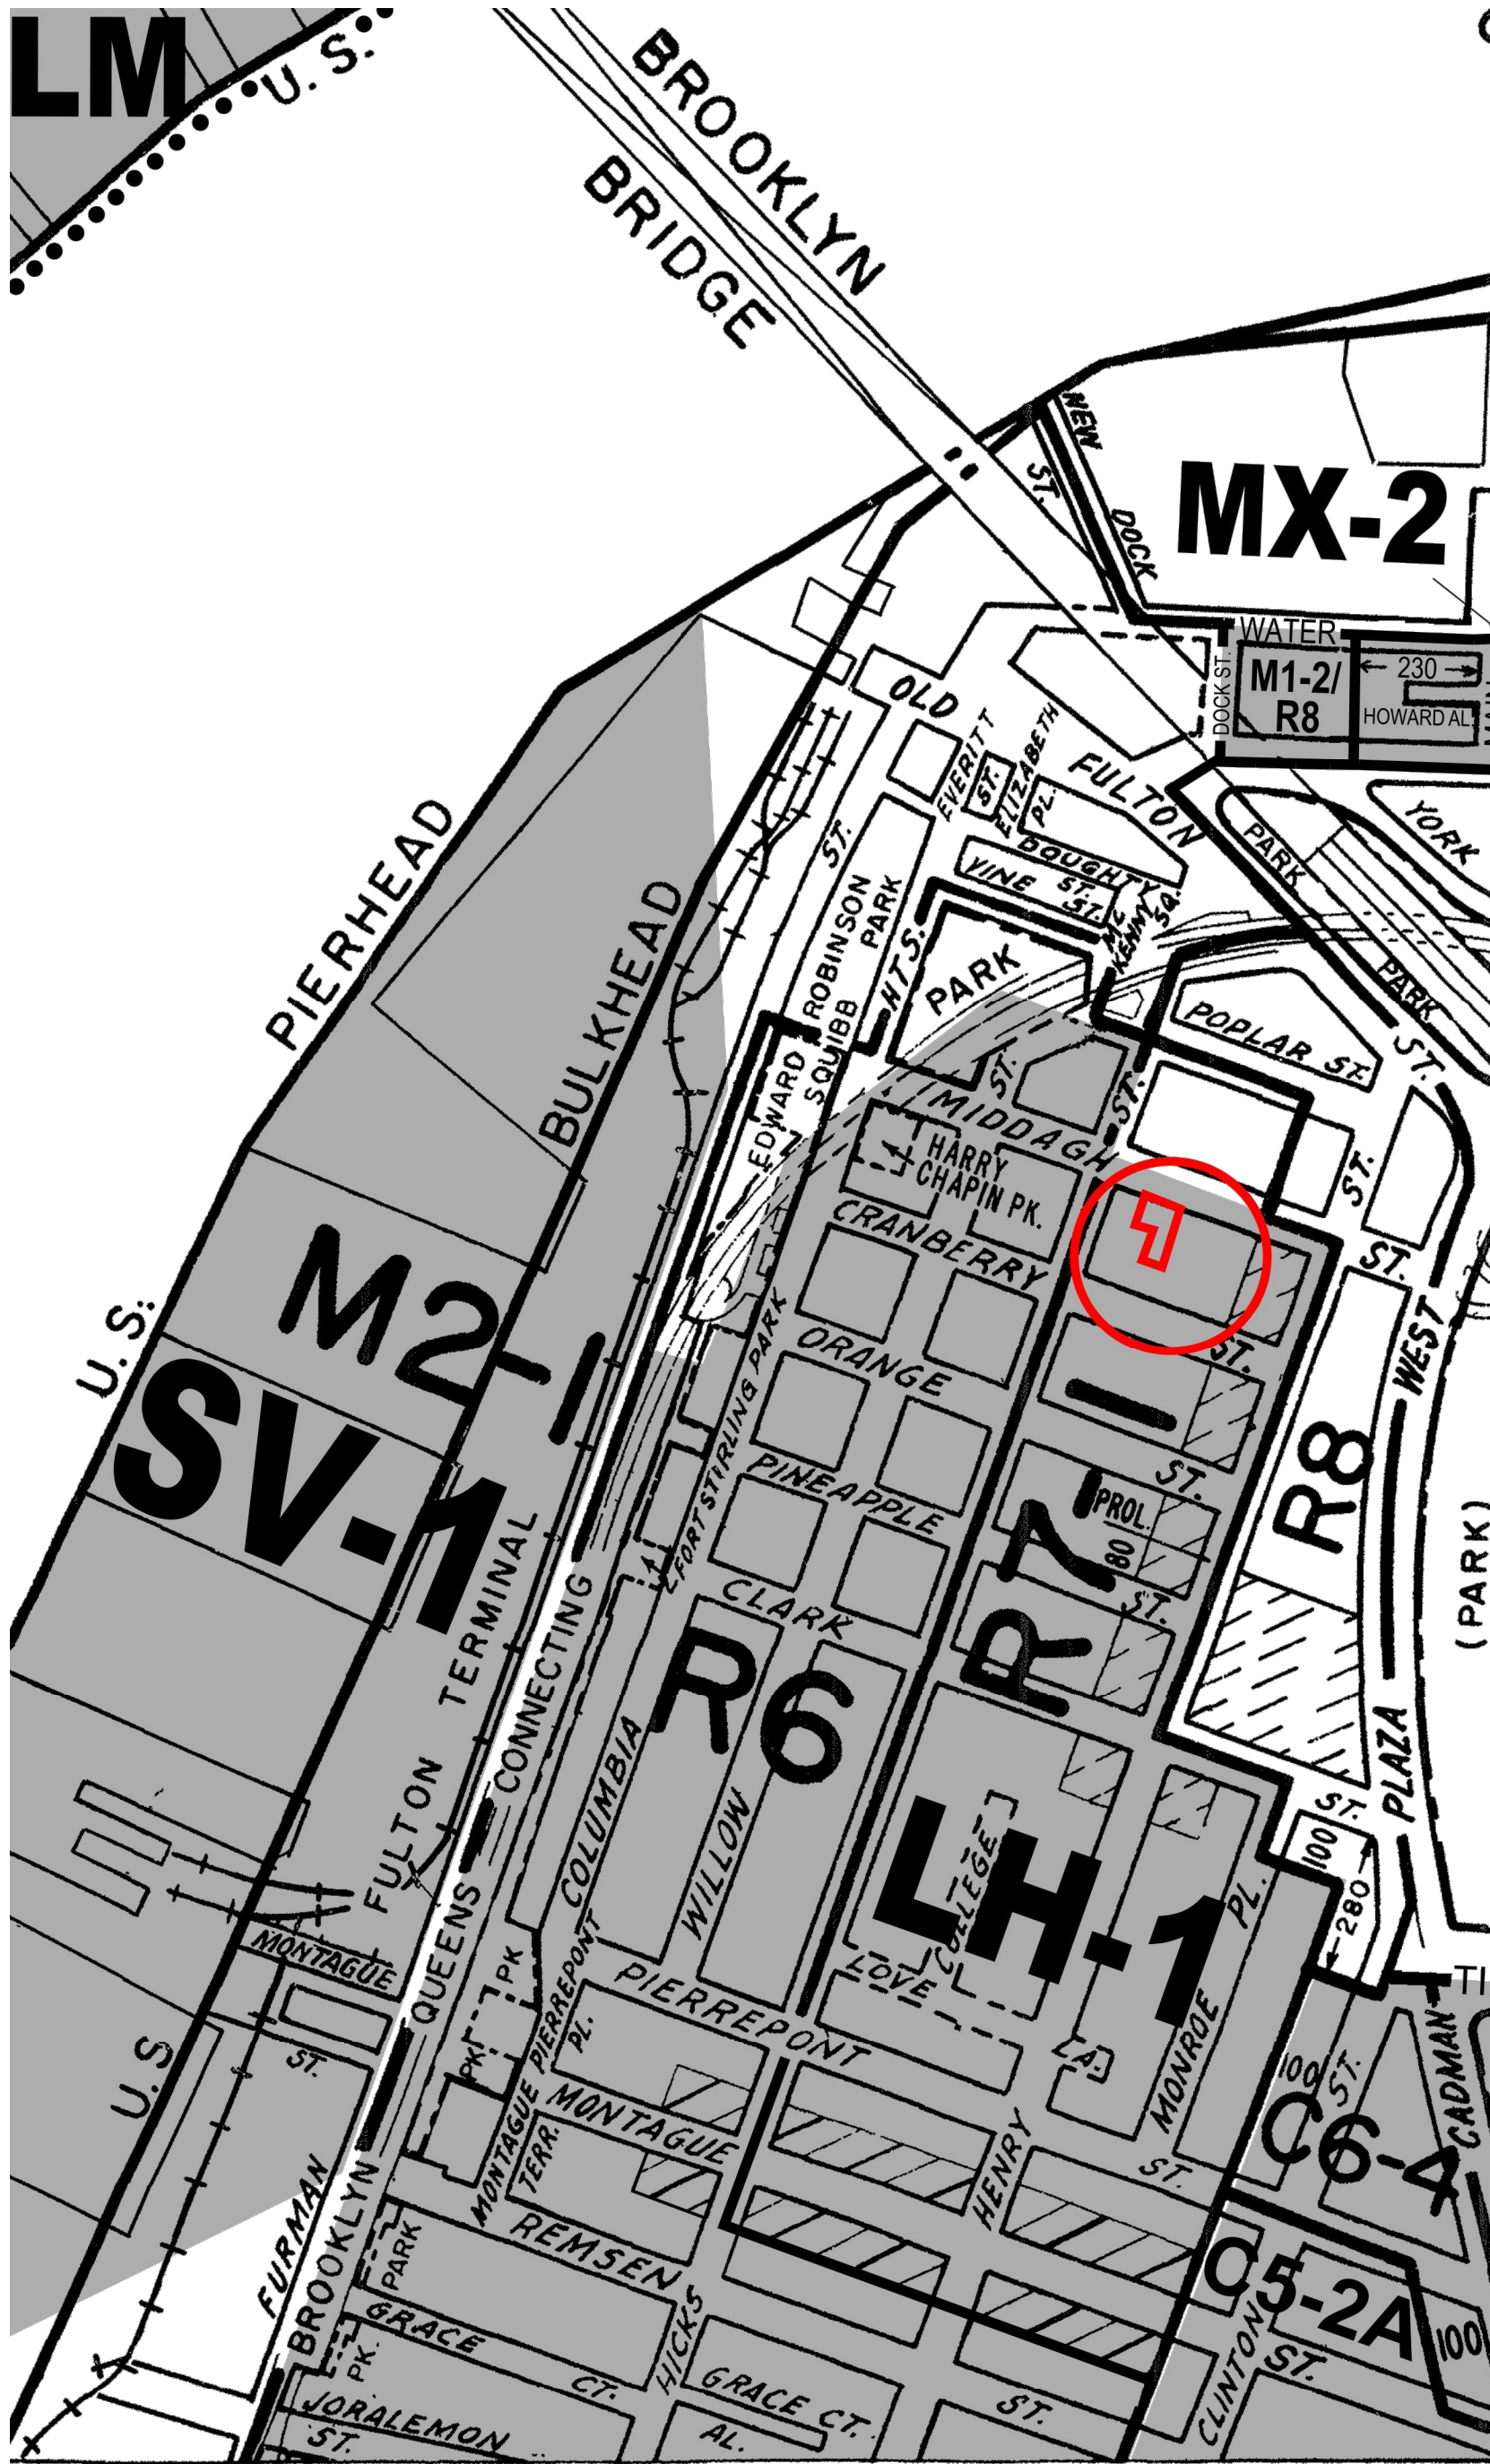 LM
U. S.
BROOKLYN
BRIDGE
NEW
DOCK
ST.
MX-2
WATER
DOCK ST.
M1-2/
R8
230
HOWARD AL.
OLD
FULTON
ST.
EVERITT
ST.
ELIZABETH
PL.
DOUGHTY
ST.
VINE
ST.
MC
KENNY
SQ.
YORK
PARK
PARK
ROBINSON
PARK
EDWARD
SQUIBB
HTS.
PARK
POPLAR ST.
ST.
ST.
ST.
MIDDAGH
ST.
HARRY
CHAPIN PK.
CRANBERRY
ST.
ORANGE
ST.
PINEAPPLE
ST.
CLARK
ST.
PIERHEAD
BULKHEAD
U. S.
M2-1
SV-1
FORT STIRLING PARK
R7-1
PROL.
80
R8
WEST
(PARK)
PLAZA
FULTON
TERMINAL
BROOKLYN
QUEENS
CONNECTING
COLUMBIA
R6
WILLOW
LH-1
COLLEGE
LOVE
LA.
MONROE
PL.
100
280
MONTAGUE
ST.
PK
PK
PIERREPONT
PL.
PIERREPONT
ST.
MONTAGUE
ST.
MONTAGUE
TERR.
HENRY
100
C6-4
CADMAN
TI
U. S
FURMAN
PARK
REMSEN
ST.
HICKS
C5-2A
100
CLINTON
ST.
GRACE
CT.
PK.
GRACE CT.
AL.
JORALEMON
ST.